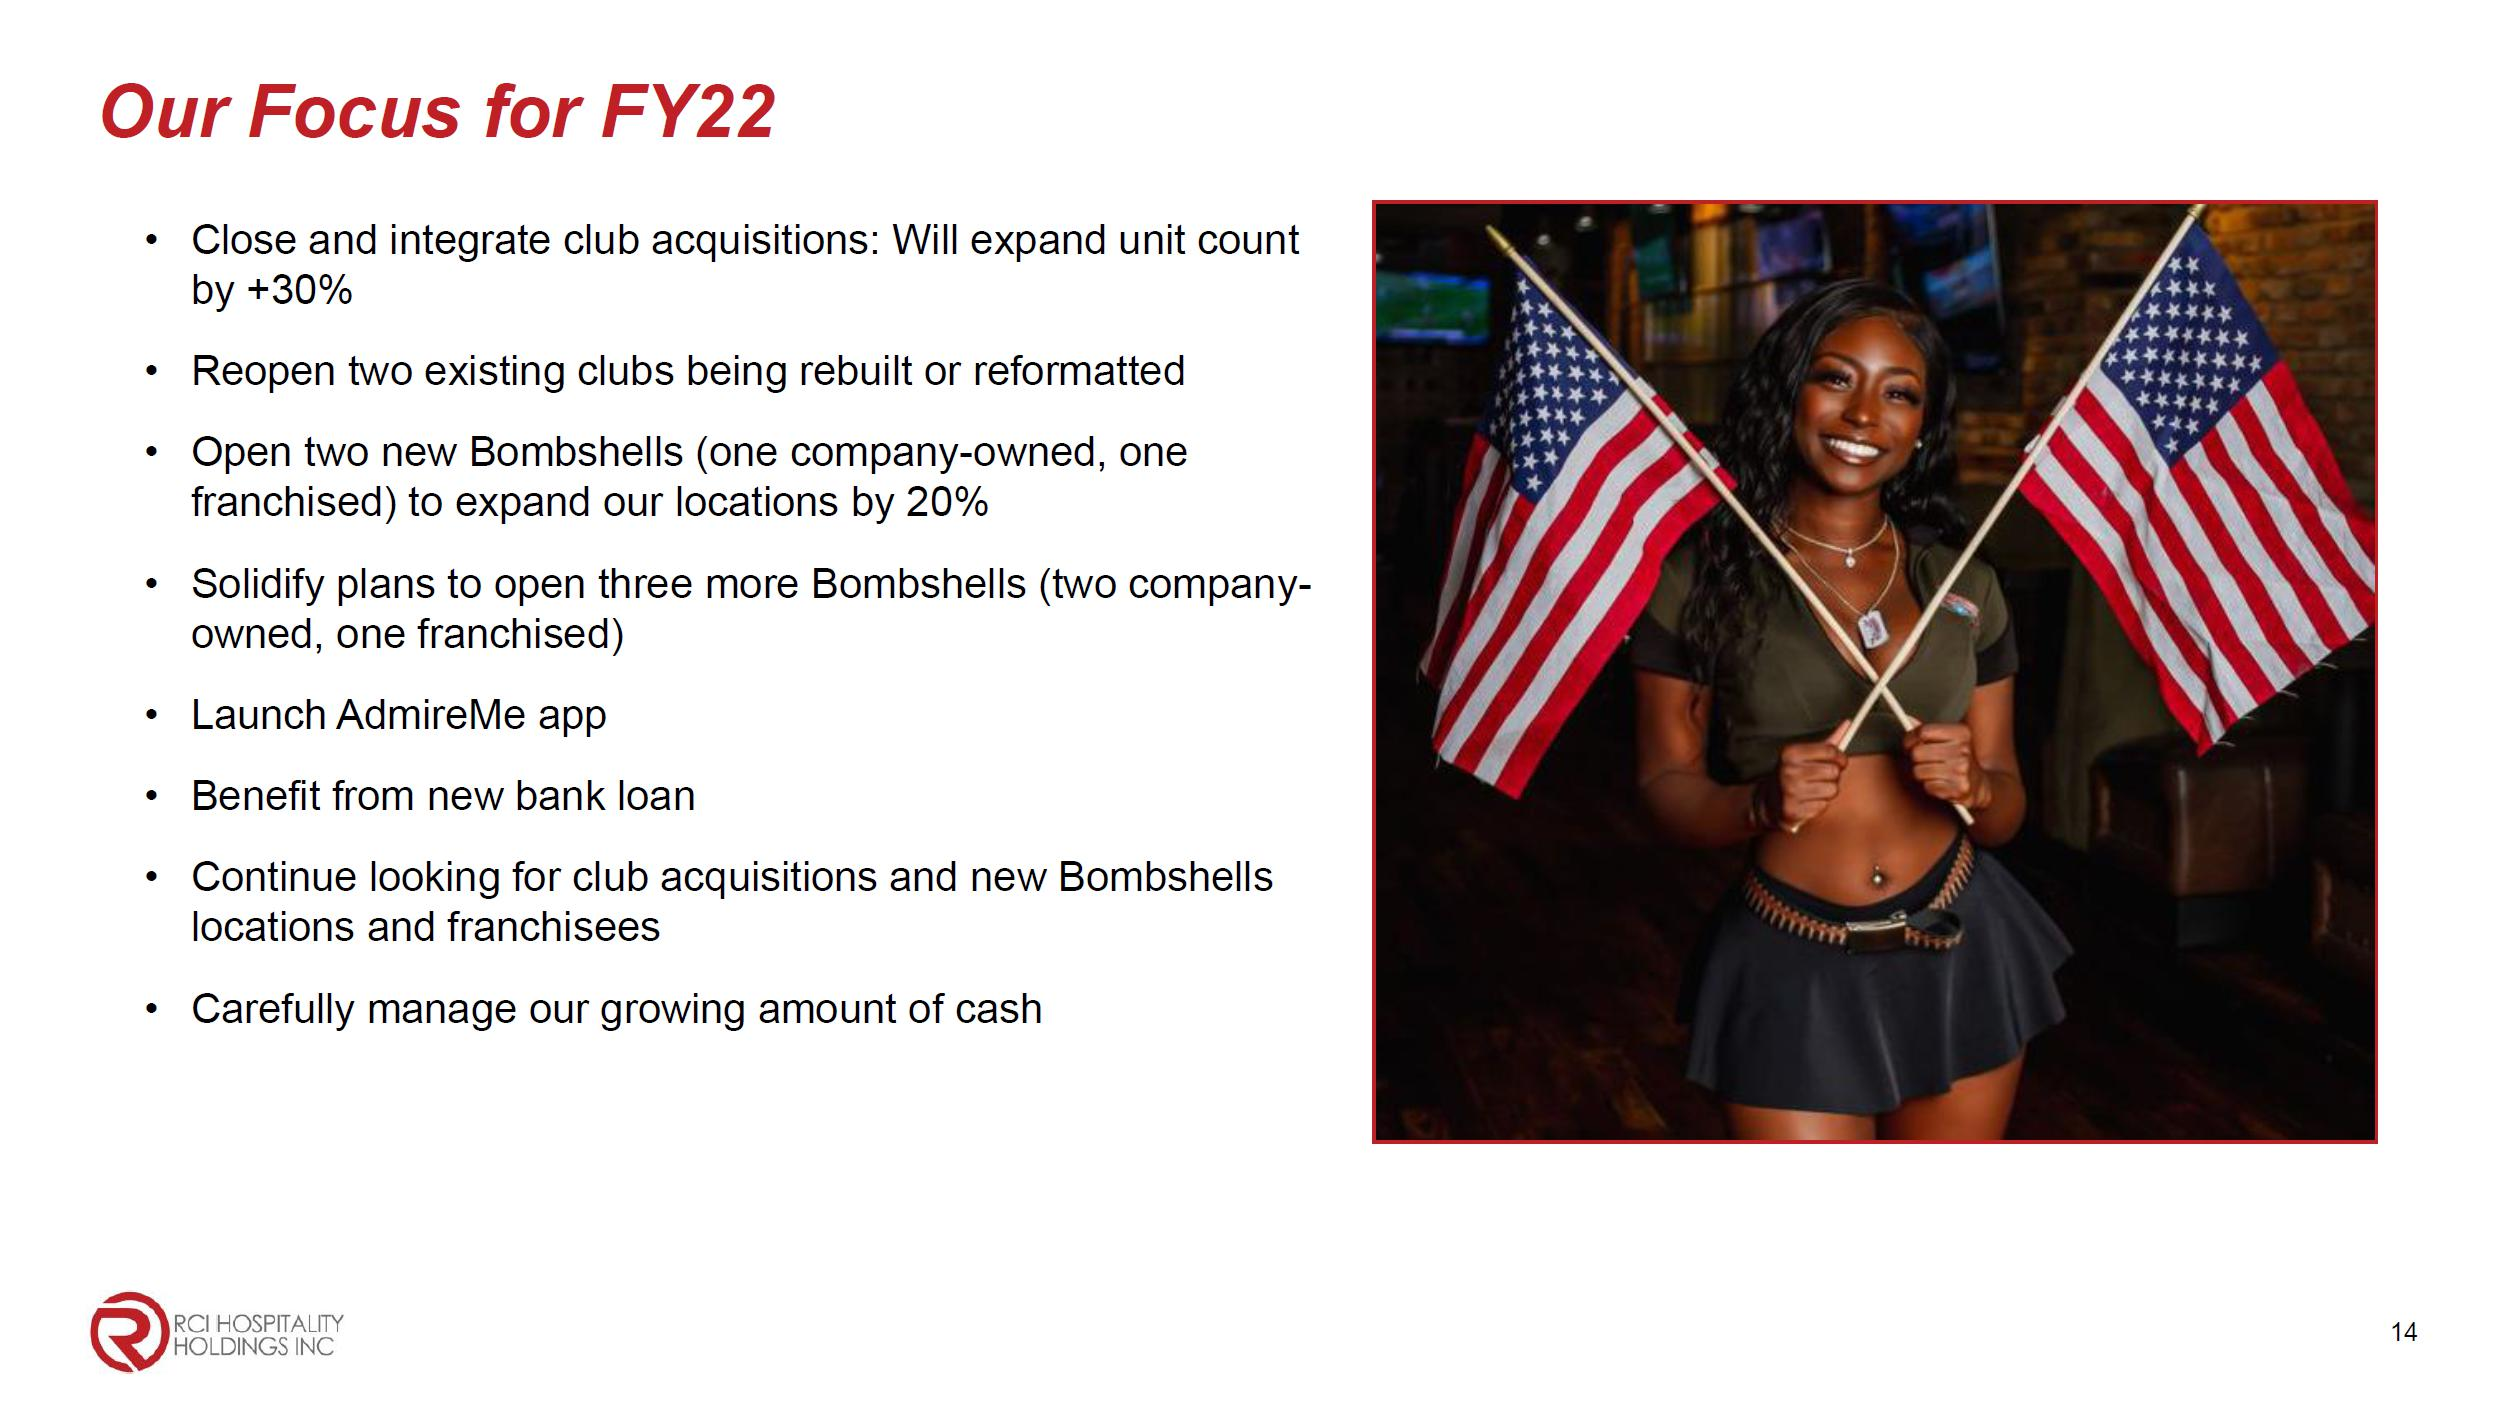 Our Focus for FY22
• Close and integrate club acquisitions: Will expand unit count
by +30%
• Reopen two existing clubs being rebuilt or reformatted
• Open two new Bombshells (one company-owned, one
franchised) to expand our locations by 20%
• Solidify plans to open three more Bombshells (two company-
owned, one franchised)
• Launch AdmireMe app
• Benefit from new bank loan
• Continue looking for club acquisitions and new Bombshells
locations and franchisees
• Carefully manage our growing amount of cash
RCI HOSPITALITY
HOLDINGS INC
14